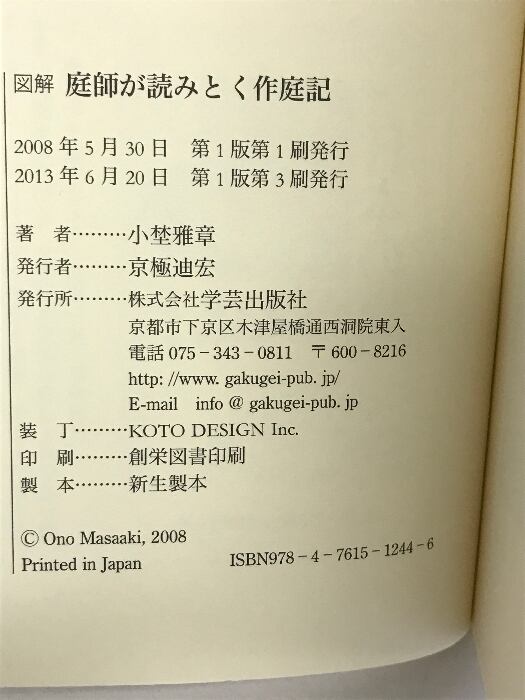 図解 庭師が読みとく作庭記
2008年5月30日 第1版第1刷発行
2013年6月20日 第1版第3刷発行
著 者………小埜雅章
発行者………京極迪宏
発行所………株式会社学芸出版社
京都市下京区木津屋橋通西洞院東入
電話 075-343-0811 〒600-8216
http: //www. gakugei-pub. jp/
E-mail info @ gakugei-pub. jp
装 丁………KOTO DESIGN Inc.
印 刷………創栄図書印刷
製 本………新生製本
© Ono Masaaki, 2008
Printed in Japan ISBN978-4-7615-1244-6